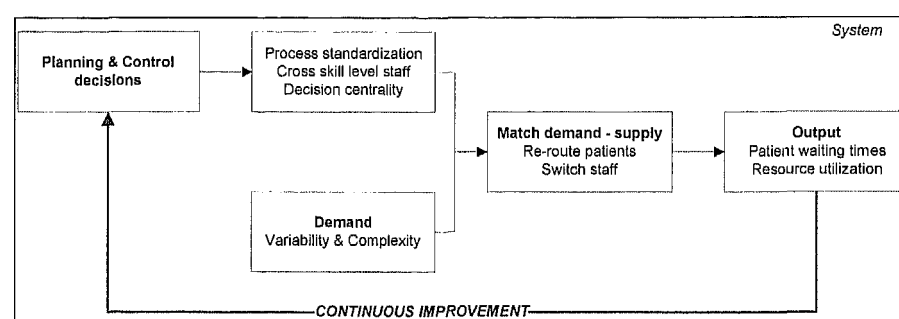 System
Planning & Control
decisions
Process standardization
Cross skill level staff
Decision centrality
Match demand - supply
Re-route patients
Switch staff
Output
Patient waiting times
Resource utilization
Demand
Variability & Complexity
CONTINUOUS IMPROVEMENT